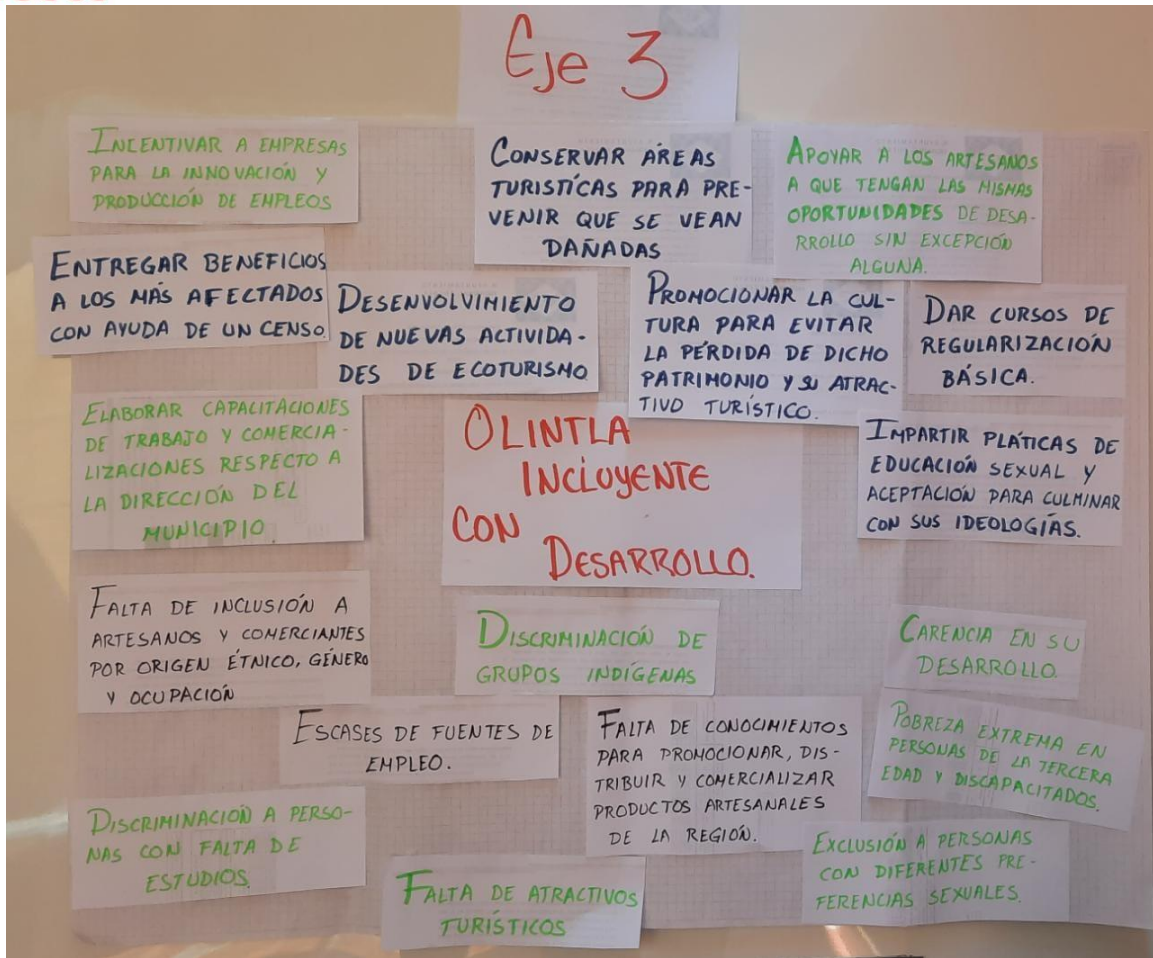 Eje 3
INCENTIVAR A EMPRESAS
PARA LA INNOVACIÓN Y
PRODUCCIÓN DE EMPLEOS
CONSERVAR ÁREAS
TURISTÍCAS PARA PRE-
VENIR QUE SE VEAN
DAÑADAS
APOYAR A LOS ARTESANOS
A QUE TENGAN LAS MISMAS
OPORTUNIDADES DE DESA-
RROLLO SIN EXCEPCIÓN
ALGUNA.
ENTREGAR BENEFICIOS
A LOS MÁS AFECTADOS
CON AYUDA DE UN CENSO.
DESENVOLVIMIENTO
DE NUEVAS ACTIVIDA-
DES DE ECOTURISMO
PROMOCIONAR LA CUL-
TURA PARA EVITAR
LA PÉRDIDA DE DICHO
PATRIMONIO Y SU ATRAC-
TIVO TURÍSTICO.
DAR CURSOS DE
REGULARIZACIÓN
BÁSICA.
ELABORAR CAPACITACIONES
DE TRABAJO Y COMERCIA-
LIZACIONES RESPECTO A
LA DIRECCIÓN DEL
MUNICIPIO.
OLINTLA
INCLUYENTE
CON
DESARROLLO.
IMPARTIR PLÁTICAS DE
EDUCACIÓN SEXUAL Y
ACEPTACIÓN PARA CULMINAR
CON SUS IDEOLOGÍAS.
FALTA DE INCLUSIÓN A
ARTESANOS Y COMERCIANTES
POR ORIGEN ÉTNICO, GÉNERO
Y OCUPACIÓN
DISCRIMINACIÓN DE
GRUPOS INDÍGENAS
CARENCIA EN SU
DESARROLLO.
ESCASES DE FUENTES DE
EMPLEO.
FALTA DE CONOCIMIENTOS
PARA PROMOCIONAR, DIS-
TRIBUIR Y COMERCIALIZAR
PRODUCTOS ARTESANALES
DE LA REGIÓN.
POBREZA EXTREMA EN
PERSONAS DE LA TERCERA
EDAD Y DISCAPACITADOS.
DISCRIMINACIÓN A PERSO-
NAS CON FALTA DE
ESTUDIOS.
FALTA DE ATRACTIVOS
TURÍSTICOS
EXCLUSIÓN A PERSONAS
CON DIFERENTES PRE-
FERENCIAS SEXUALES.